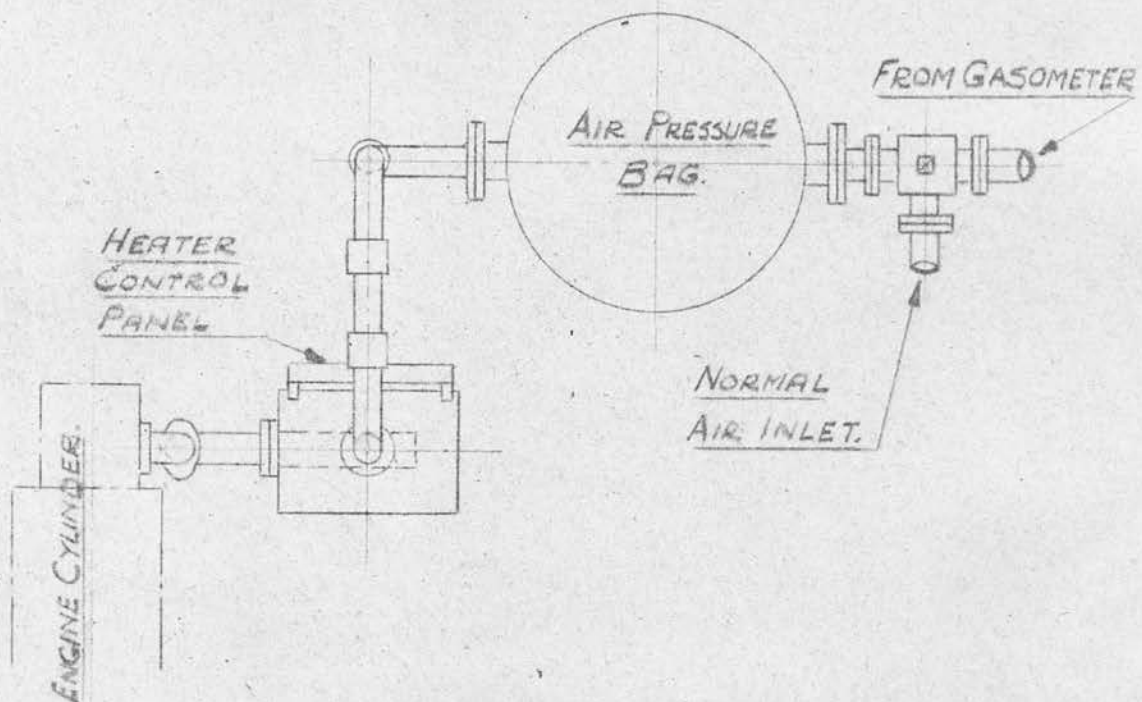 FROM GASOMETER
AIR PRESSURE
BAG.
HEATER
CONTROL
PANEL
NORMAL
AIR INLET.
ENGINE CYLINDER.